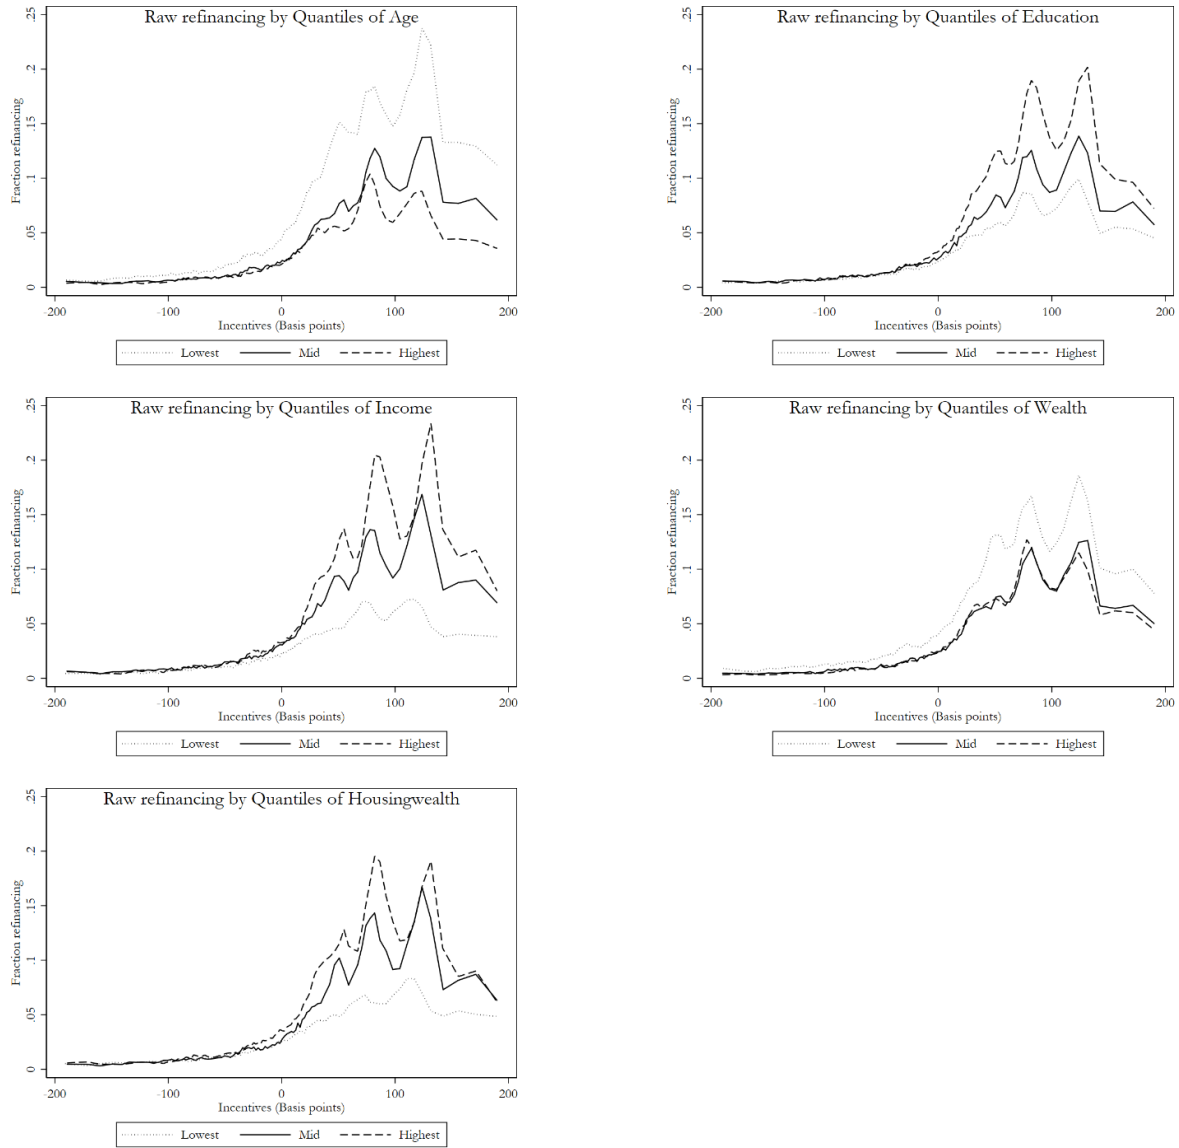 Raw refinancing by Quantiles of Age
Fraction refinancing
0 .05 .1 .15 .2 .25
-200 -100 0 100 200
Incentives (Basis points)
Lowest Mid Highest
Raw refinancing by Quantiles of Education
Fraction refinancing
0 .05 .1 .15 .2 .25
-200 -100 0 100 200
Incentives (Basis points)
Lowest Mid Highest
Raw refinancing by Quantiles of Income
Fraction refinancing
0 .05 .1 .15 .2 .25
-200 -100 0 100 200
Incentives (Basis points)
Lowest Mid Highest
Raw refinancing by Quantiles of Wealth
Fraction refinancing
0 .05 .1 .15 .2 .25
-200 -100 0 100 200
Incentives (Basis points)
Lowest Mid Highest
Raw refinancing by Quantiles of Housingwealth
Fraction refinancing
0 .05 .1 .15 .2 .25
-200 -100 0 100 200
Incentives (Basis points)
Lowest Mid Highest